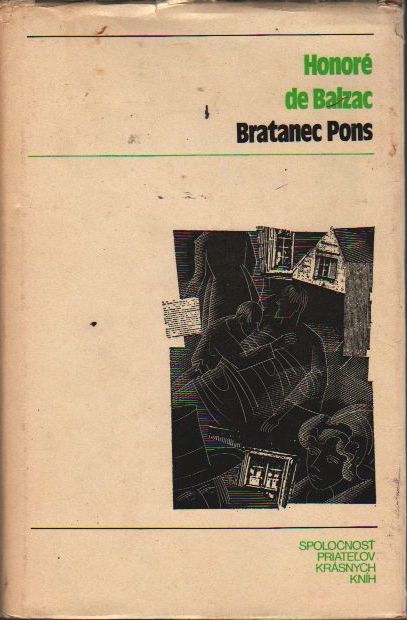 Honoré
de Balzac
Bratanec Pons
SPOLOČNOSŤ
PRIATEĽOV
KRÁSNYCH
KNÍH